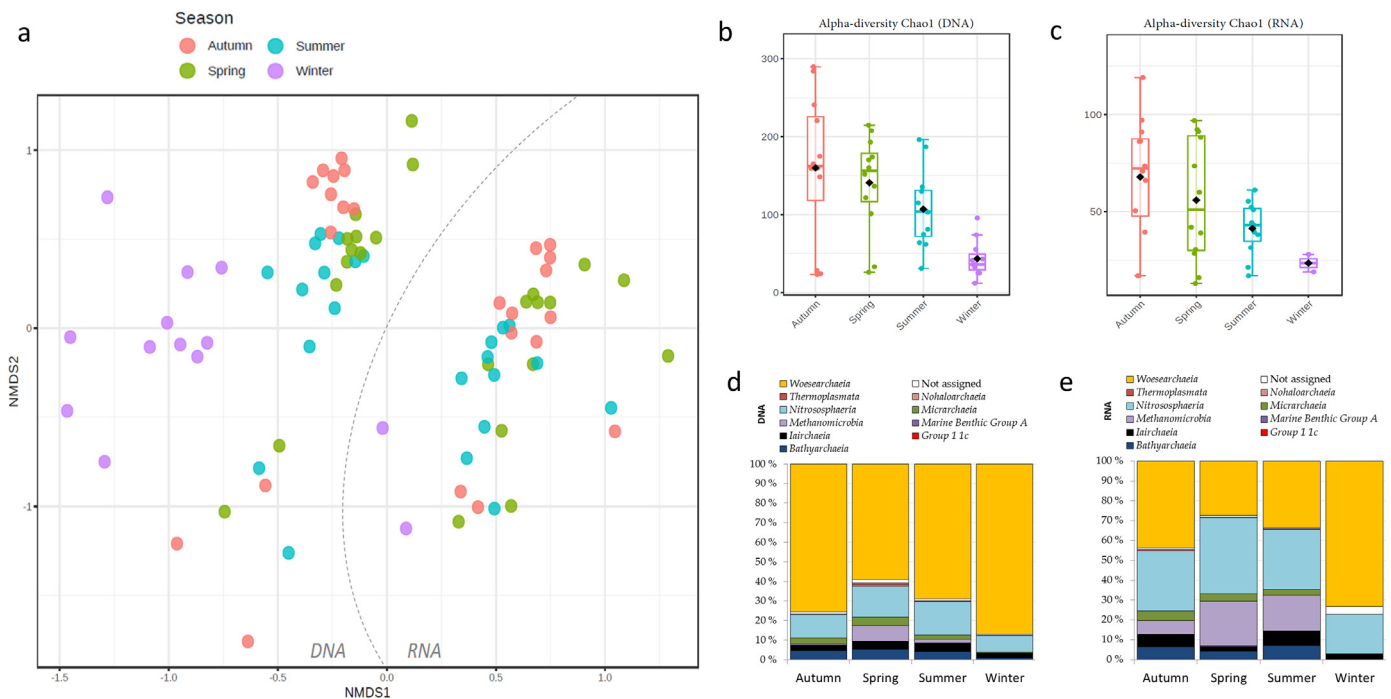 a
Season
Autumn Summer
Spring Winter
NMDS2
1
0
-1
DNA RNA
-1.5 -1.0 -0.5 0.0 0.5 1.0
NMDS1
b
Alpha-diversity Chao1 (DNA)
300
200
100
0
Autumn Spring Summer Winter
c
Alpha-diversity Chao1 (RNA)
100
50
Autumn Spring Summer Winter
d
Woesearchaeia Not assigned
Thermoplasmata Nohaloarchaeia
Nitrososphaeria Micrarchaeia
Methanomicrobia Marine Benthic Group A
Iairchaeia Group 1 1c
Bathyarchaeia
DNA
100 %
90 %
80 %
70 %
60 %
50 %
40 %
30 %
20 %
10 %
0 %
Autumn Spring Summer Winter
e
Woesearchaeia Not assigned
Thermoplasmata Nohaloarchaeia
Nitrososphaeria Micrarchaeia
Methanomicrobia Marine Benthic Group A
Iairchaeia Group 1 1c
Bathyarchaeia
RNA
100 %
90 %
80 %
70 %
60 %
50 %
40 %
30 %
20 %
10 %
0 %
Autumn Spring Summer Winter